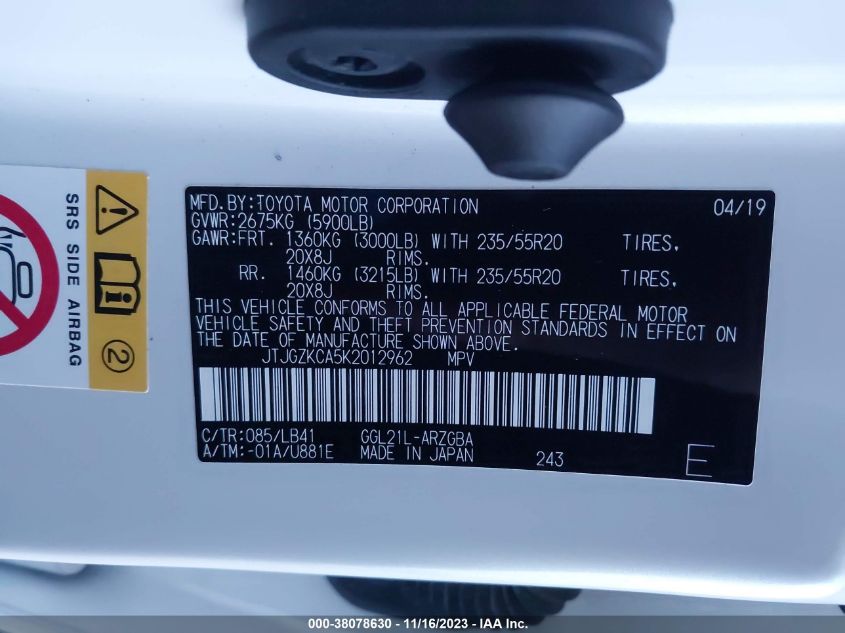 SRS SIDE AIRBAG
2
MFD.BY:TOYOTA MOTOR CORPORATION 04/19
GVWR:2675KG (5900LB)
GAWR:FRT. 1360KG (3000LB) WITH 235/55R20 TIRES,
20X8J RIMS.
RR. 1460KG (3215LB) WITH 235/55R20 TIRES,
20X8J RIMS.
THIS VEHICLE CONFORMS TO ALL APPLICABLE FEDERAL MOTOR
VEHICLE SAFETY AND THEFT PREVENTION STANDARDS IN EFFECT ON
THE DATE OF MANUFACTURE SHOWN ABOVE.
JTJGZKCA5K2012962 MPV
C/TR:085/LB41 GGL21L-ARZGBA
A/TM:-01A/U881E MADE IN JAPAN 243 E
000-38078630 - 11/16/2023 - IAA Inc.